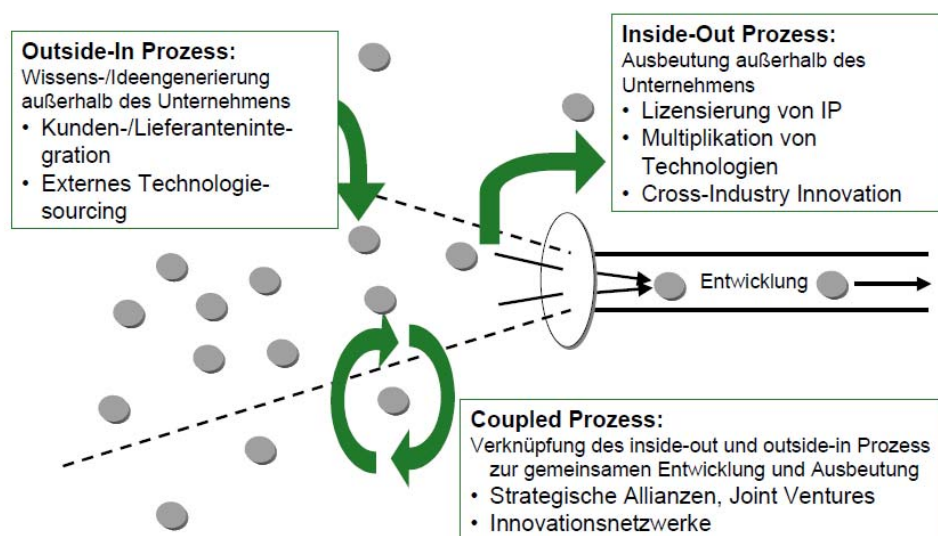 Outside-In Prozess:
Wissens-/Ideengenerierung
außerhalb des Unternehmens
• Kunden-/Lieferanteninte-
gration
• Externes Technologie-
sourcing
Inside-Out Prozess:
Ausbeutung außerhalb des
Unternehmens
• Lizensierung von IP
• Multiplikation von
Technologien
• Cross-Industry Innovation
Entwicklung
Coupled Prozess:
Verknüpfung des inside-out und outside-in Prozess
zur gemeinsamen Entwicklung und Ausbeutung
• Strategische Allianzen, Joint Ventures
• Innovationsnetzwerke